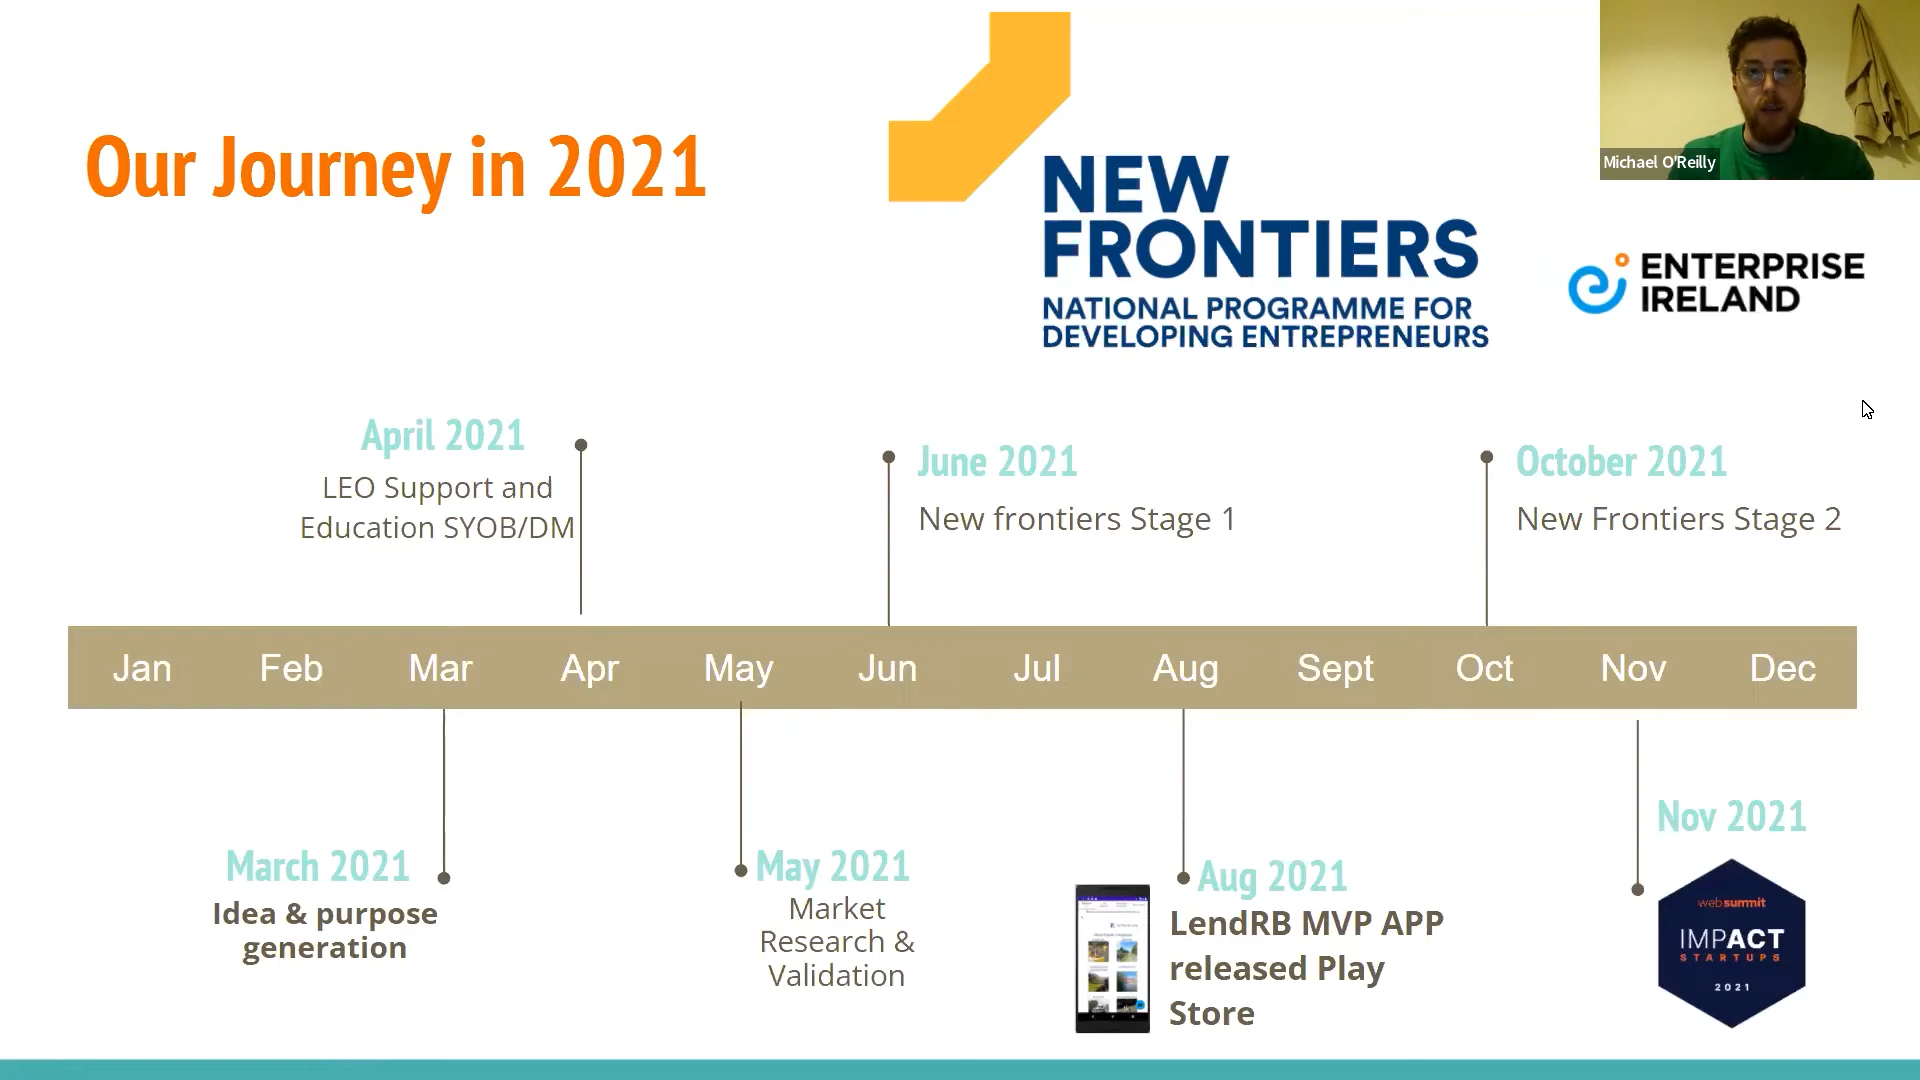 Our Journey in 2021
NEW
FRONTIERS
NATIONAL PROGRAMME FOR
DEVELOPING ENTREPRENEURS
Michael O'Reilly
ENTERPRISE
IRELAND
April 2021
LEO Support and
Education SYOB/DM
June 2021
New frontiers Stage 1
October 2021
New Frontiers Stage 2
Jan Feb Mar Apr May Jun Jul Aug Sept Oct Nov Dec
March 2021
Idea & purpose
generation
May 2021
Market
Research &
Validation
Aug 2021
LendRB MVP APP
released Play
Store
Nov 2021
websummit
IMPACT
STARTUPS
2021